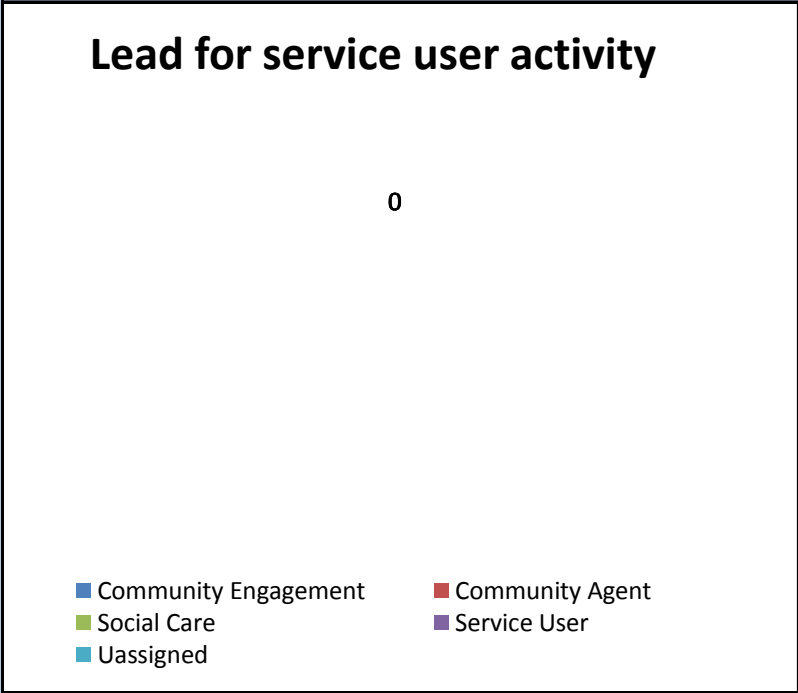 Lead for service user activity
0
Community Engagement Community Agent
Social Care Service User
Uassigned